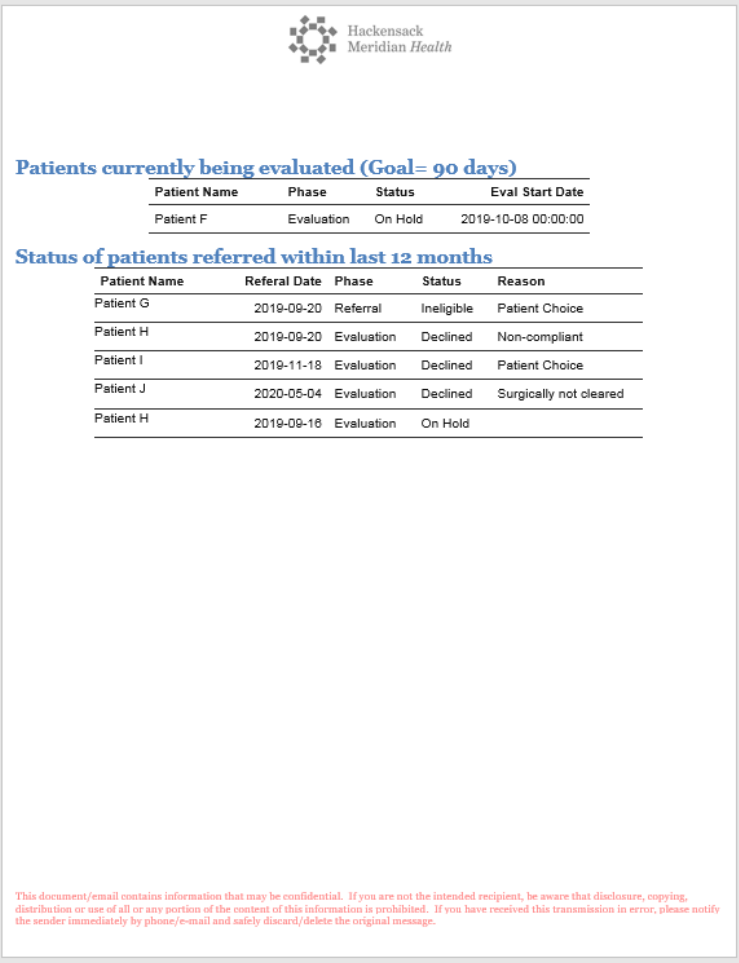 Hackensack
Meridian Health
Patients currently being evaluated (Goal= 90 days)
Patient Name Phase Status Eval Start Date
Patient F Evaluation On Hold 2019-10-08 00:00:00
Status of patients referred within last 12 months
Patient Name Referal Date Phase Status Reason
Patient G 2019-09-20 Referral Ineligible Patient Choice
Patient H 2019-09-20 Evaluation Declined Non-compliant
Patient I 2019-11-18 Evaluation Declined Patient Choice
Patient J 2020-05-04 Evaluation Declined Surgically not cleared
Patient H 2019-09-16 Evaluation On Hold
This document/email contains information that may be confidential. If you are not the intended recipient, be aware that disclosure, copying,
distribution or use of all or any portion of the content of this information is prohibited. If you have received this transmission in error, please notify
the sender immediately by phone/e-mail and safely discard/delete the original message.